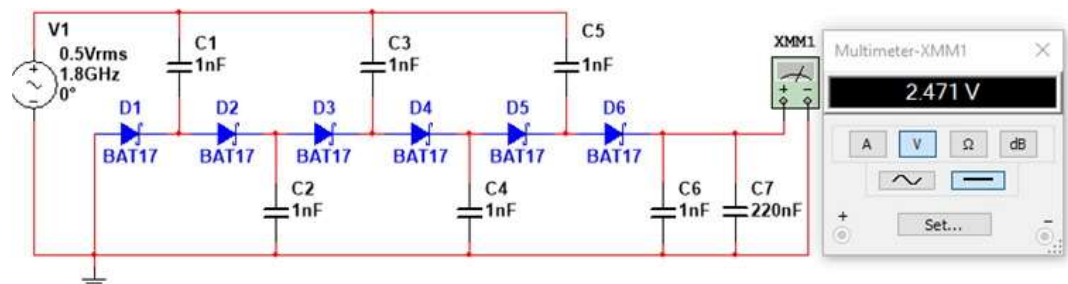 V1
0.5Vrms
1.8GHz
0°
C1
1nF
C3
1nF
C5
1nF
XMM1
+ −
D1
BAT17
D2
BAT17
D3
BAT17
D4
BAT17
D5
BAT17
D6
BAT17
C2
1nF
C4
1nF
C6
1nF
C7
220nF
Multimeter-XMM1
2.471 V
A V Ω dB
+ Set... −